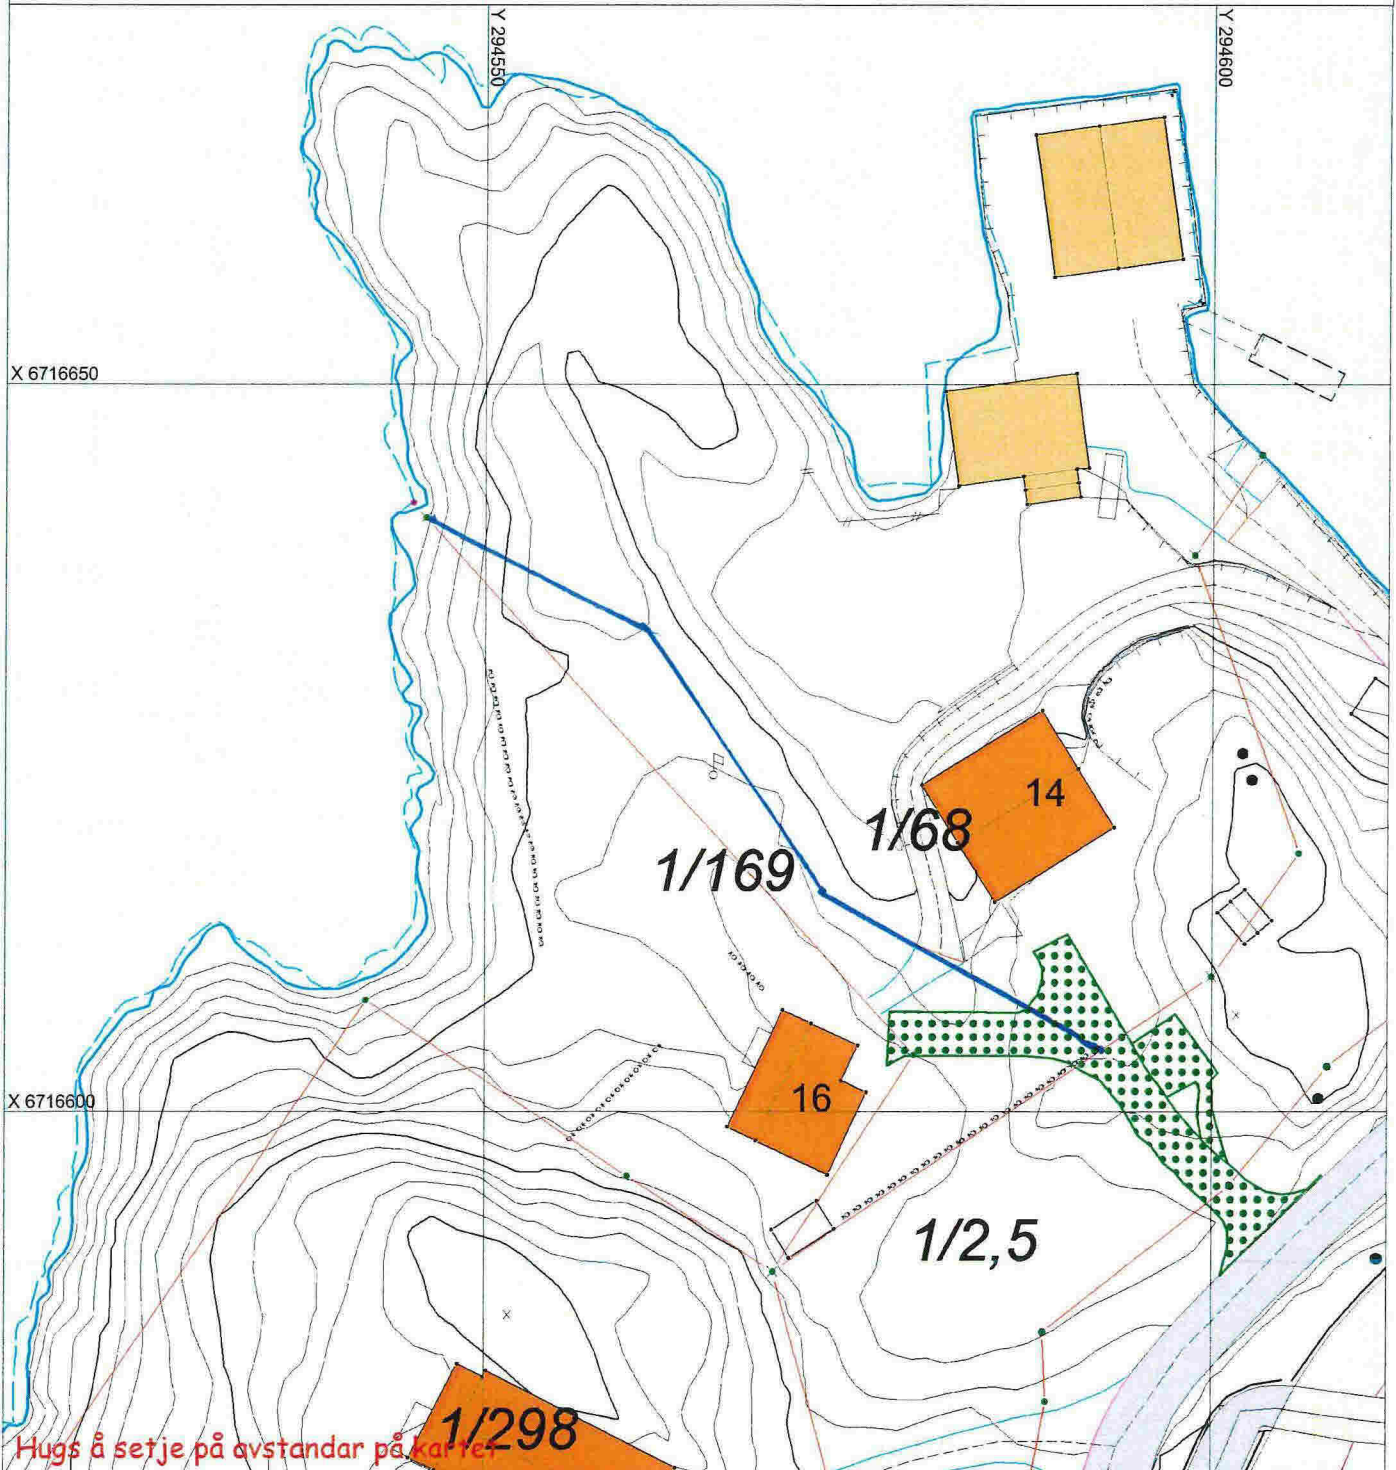 Y 294550
Y 294600
X 6716650
14
1/68
1/169
X 6716600
16
1/2,5
1/298
Hugs å setje på avstandar på kartet